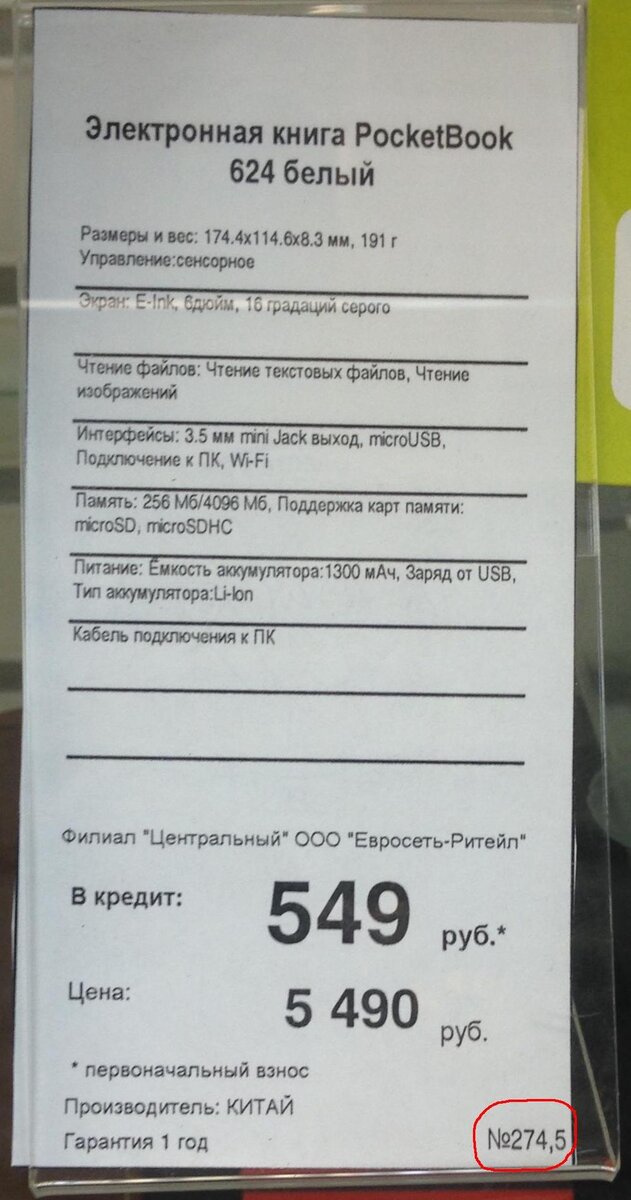 Электронная книга PocketBook
624 белый
Размеры и вес: 174.4x114.6x8.3 мм, 191 г
Управление:сенсорное
Экран: E-Ink, 6дюйм, 16 градаций серого
Чтение файлов: Чтение текстовых файлов, Чтение
изображений
Интерфейсы: 3.5 мм mini Jack выход, microUSB,
Подключение к ПК, Wi-Fi
Память: 256 Мб/4096 Мб, Поддержка карт памяти:
microSD, microSDHC
Питание: Ёмкость аккумулятора:1300 мАч, Заряд от USB,
Тип аккумулятора:Li-Ion
Кабель подключения к ПК
Филиал "Центральный" ООО "Евросеть-Ритейл"
В кредит: 549 руб.*
Цена: 5 490 руб.
* первоначальный взнос
Производитель: КИТАЙ
Гарантия 1 год №274,5